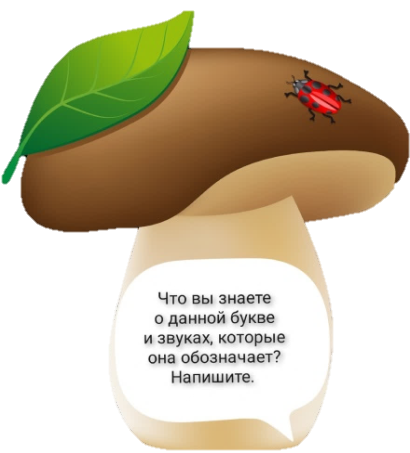 Что вы знаете
о данной букве
и звуках, которые
она обозначает?
Напишите.